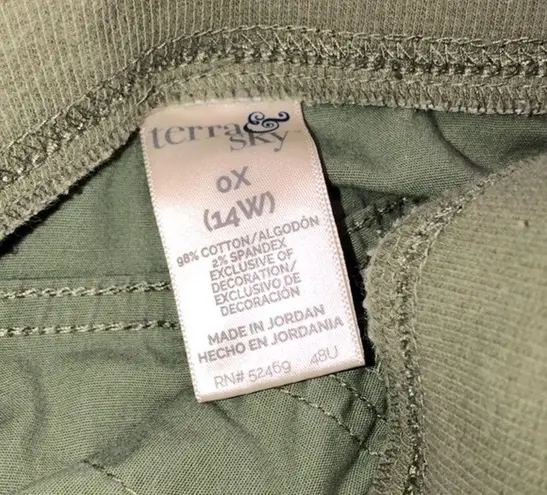 terra & sky™
0X
(14W)
98% COTTON/ALGODÓN
2% SPANDEX
EXCLUSIVE OF
DECORATION/
EXCLUSIVO DE
DECORACIÓN
MADE IN JORDAN
HECHO EN JORDANIA
RN# 52469 48U